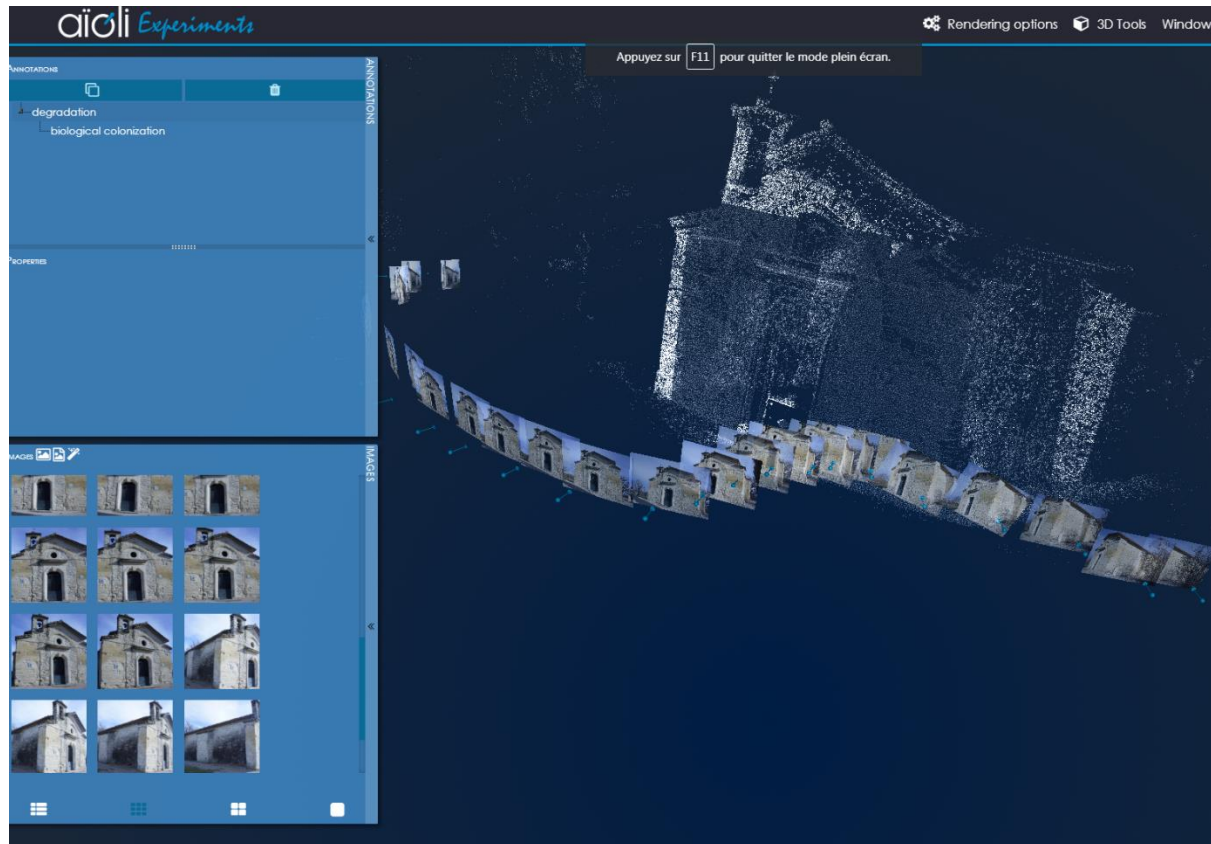 aïoli Experiments
Rendering options 3D Tools Window
Appuyez sur F11 pour quitter le mode plein écran.
ANNOTATIONS
ANNOTATIONS
degradation
biological colonization
PROPERTIES
IMAGES
IMAGES